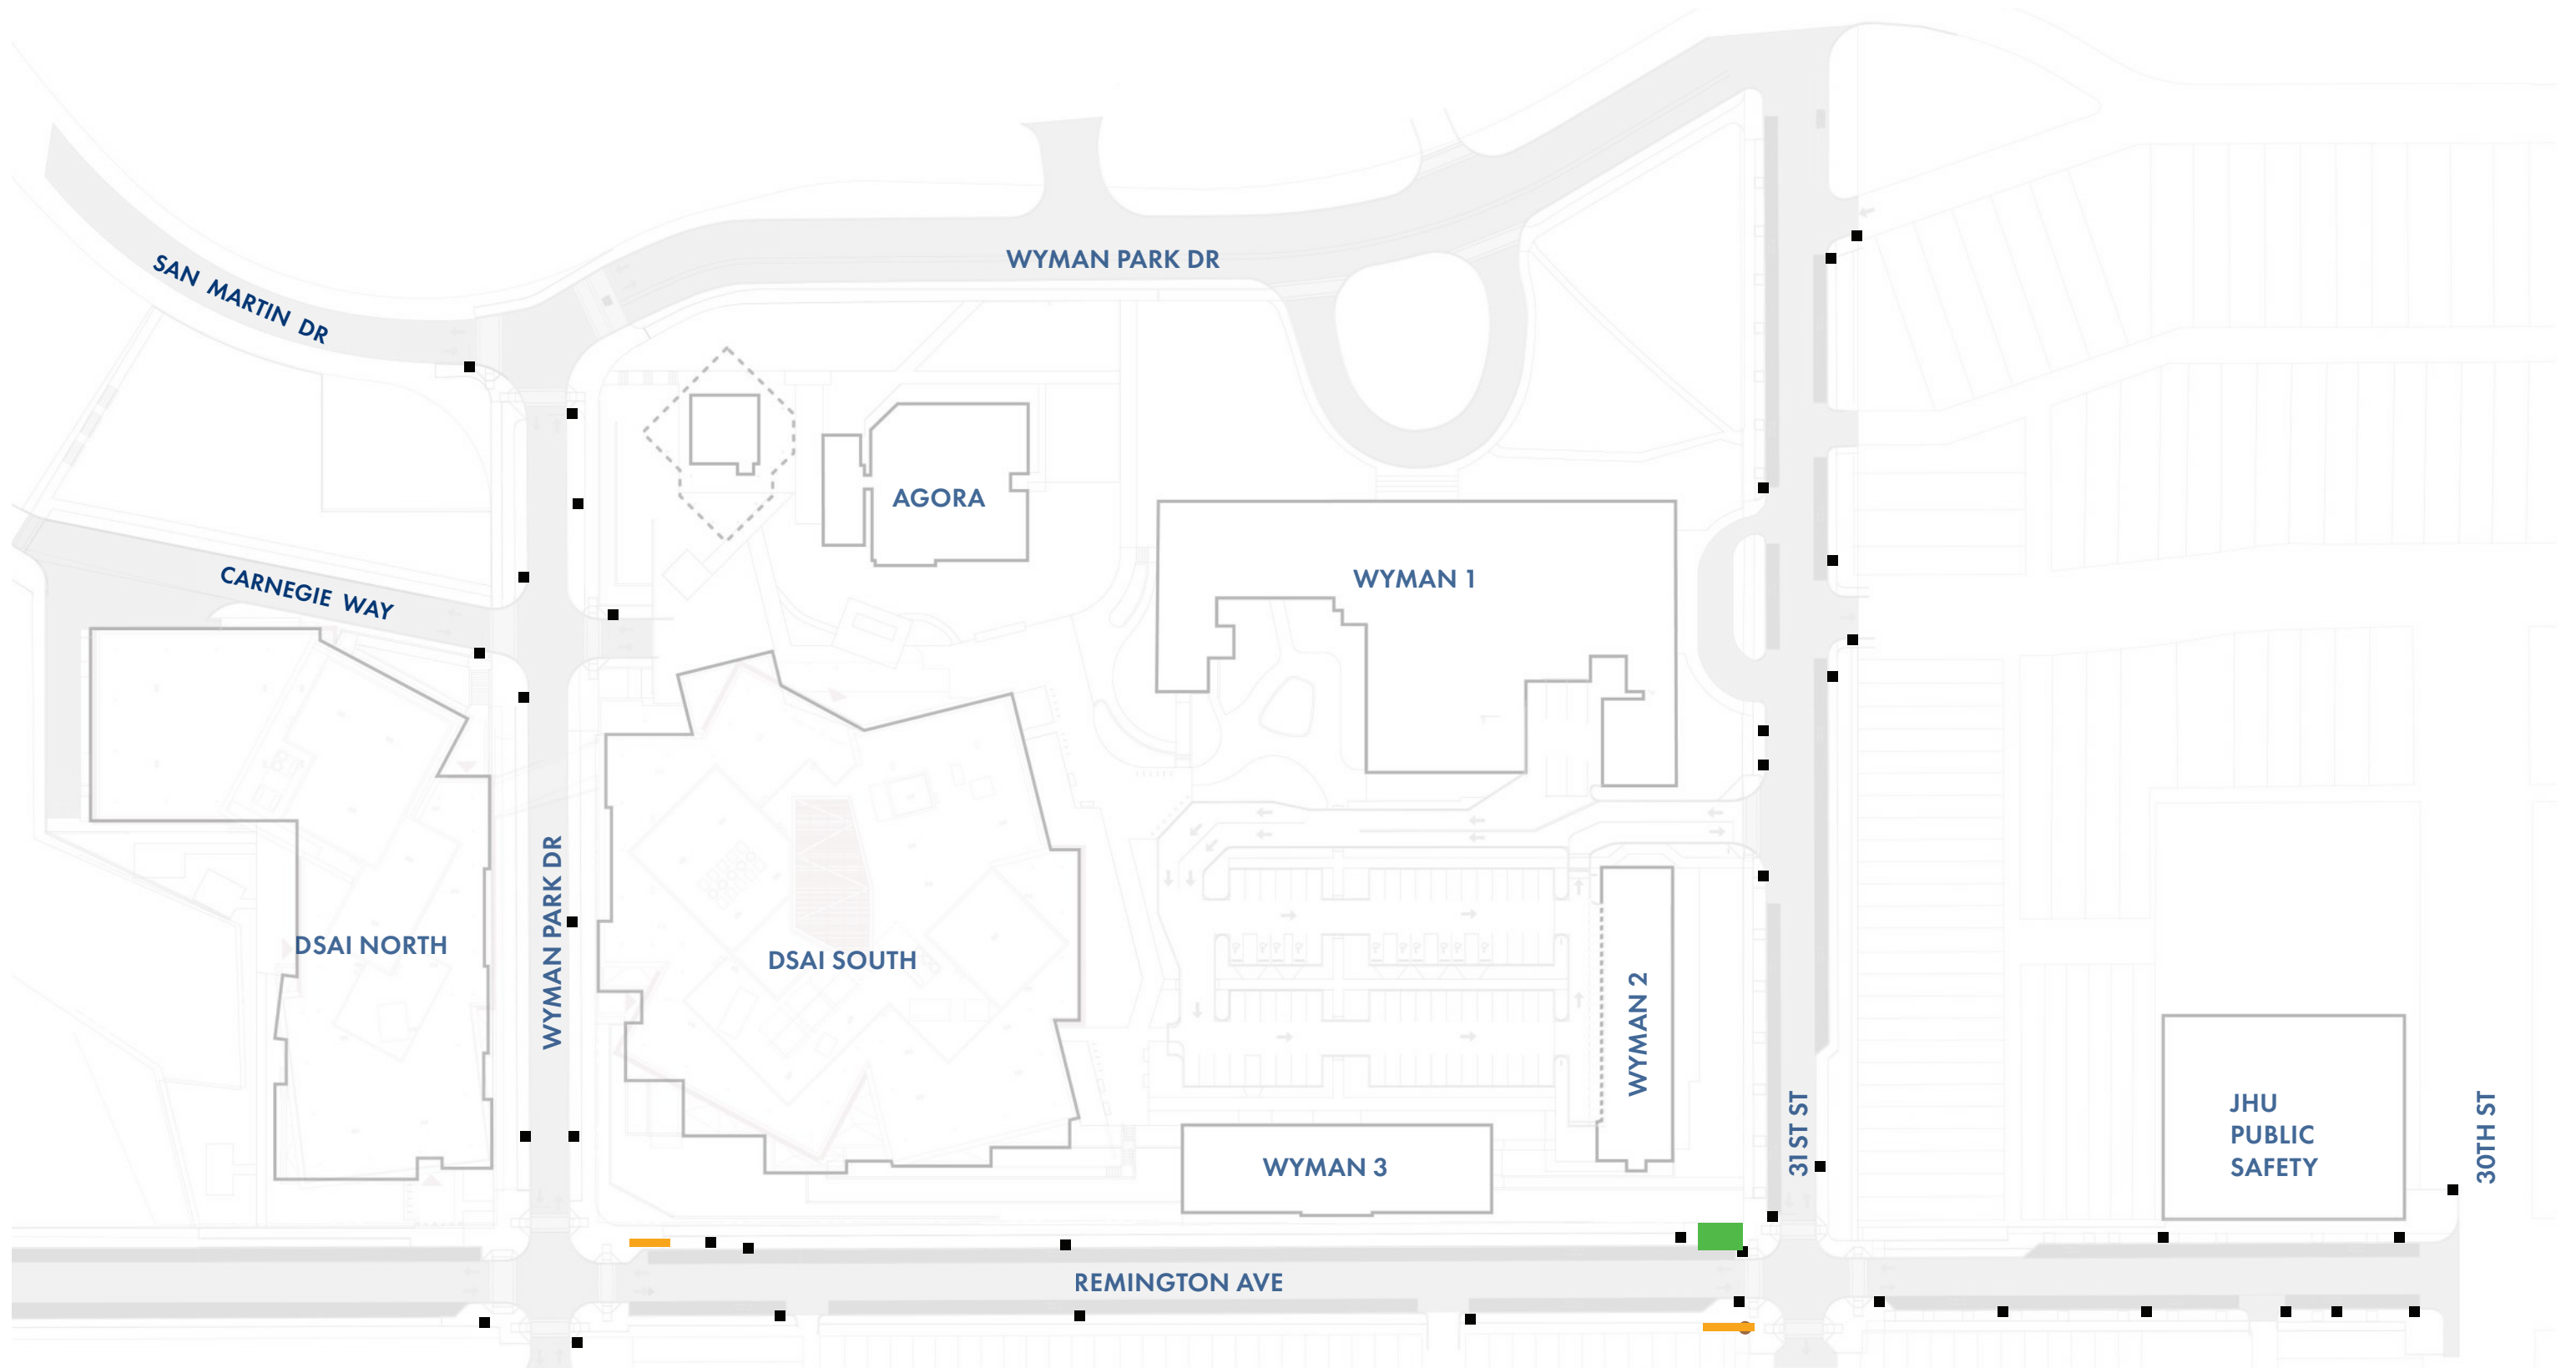 WYMAN PARK DR
SAN MARTIN DR
AGORA
WYMAN 1
CARNEGIE WAY
WYMAN PARK DR
DSAI NORTH
DSAI SOUTH
WYMAN 2
31ST ST
JHU
PUBLIC
SAFETY
30TH ST
WYMAN 3
REMINGTON AVE